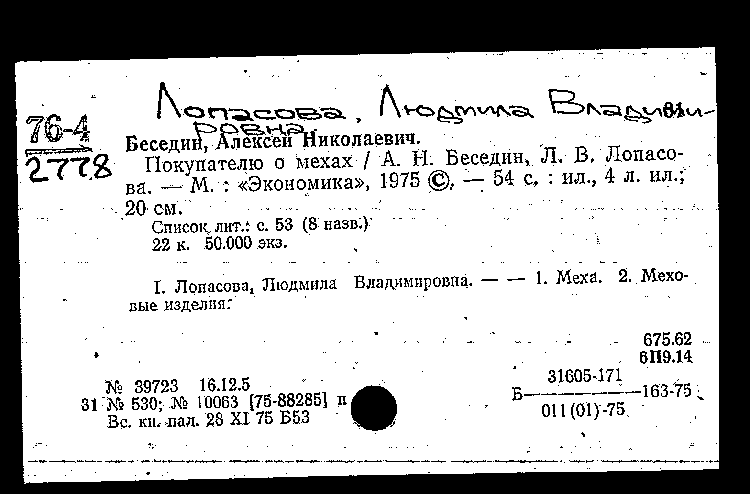 Лопасова, Людмила Владими-
ровна
31
76-4
2778
Беседин, Алексей Николаевич.
Покупателю о мехах / А. Н. Беседин, Л. В. Лопасо-
ва. — М. : «Экономика», 1975 ©. — 54 с. : ил., 4 л. ил.;
20 см.
Список лит.: с. 53 (8 назв.)
22 к. 50.000 экз.
I. Лопасова, Людмила Владимировна. — — 1. Меха. 2. Мехо-
вые изделия.
675.62
6П9.14
№ 39723 16.12.5
31 № 530; № 10063 [75-88285] п
Вс. кн. пал. 28 XI 75 Б53
31605-171
Б 163-75
011(01)-75